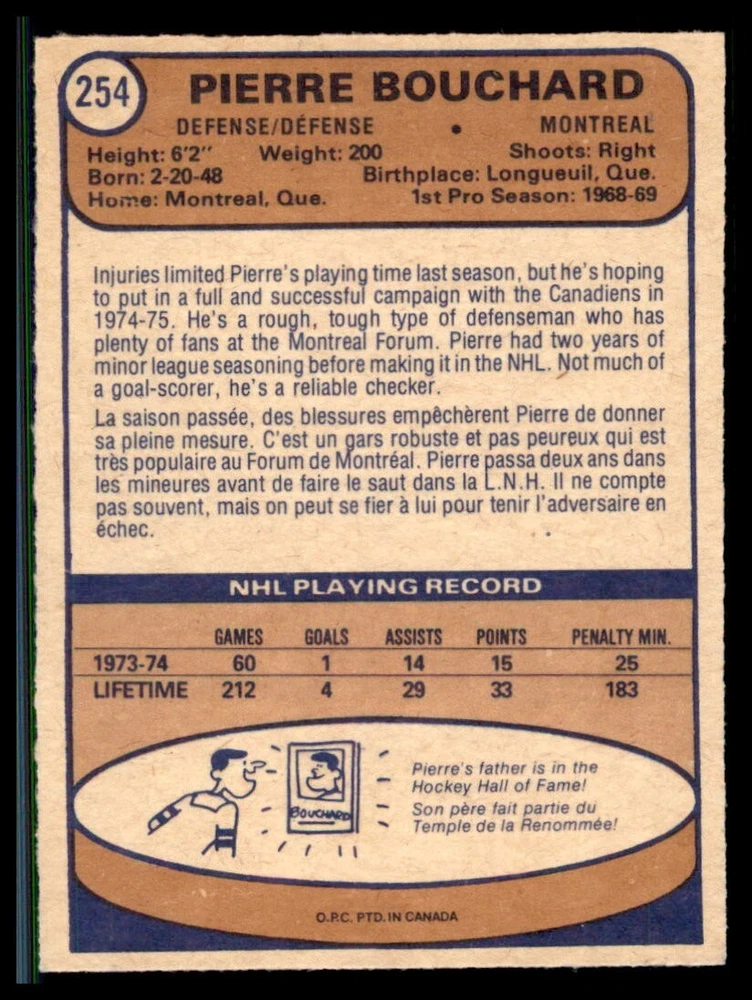 254
PIERRE BOUCHARD
DEFENSE/DÉFENSE • MONTREAL
Height: 6'2" Weight: 200 Shoots: Right
Born: 2-20-48 Birthplace: Longueuil, Que.
Home: Montreal, Que. 1st Pro Season: 1968-69
Injuries limited Pierre's playing time last season, but he's hoping
to put in a full and successful campaign with the Canadiens in
1974-75. He's a rough, tough type of defenseman who has
plenty of fans at the Montreal Forum. Pierre had two years of
minor league seasoning before making it in the NHL. Not much of
a goal-scorer, he's a reliable checker.
La saison passée, des blessures empêchèrent Pierre de donner
sa pleine mesure. C'est un gars robuste et pas peureux qui est
très populaire au Forum de Montréal. Pierre passa deux ans dans
les mineures avant de faire le saut dans la L.N.H. Il ne compte
pas souvent, mais on peut se fier à lui pour tenir l'adversaire en
échec.
NHL PLAYING RECORD
GAMES GOALS ASSISTS POINTS PENALTY MIN.
1973-74 60 1 14 15 25
LIFETIME 212 4 29 33 183
BOUCHARD
Pierre's father is in the
Hockey Hall of Fame!
Son père fait partie du
Temple de la Renommée!
O.P.C. PTD. IN CANADA